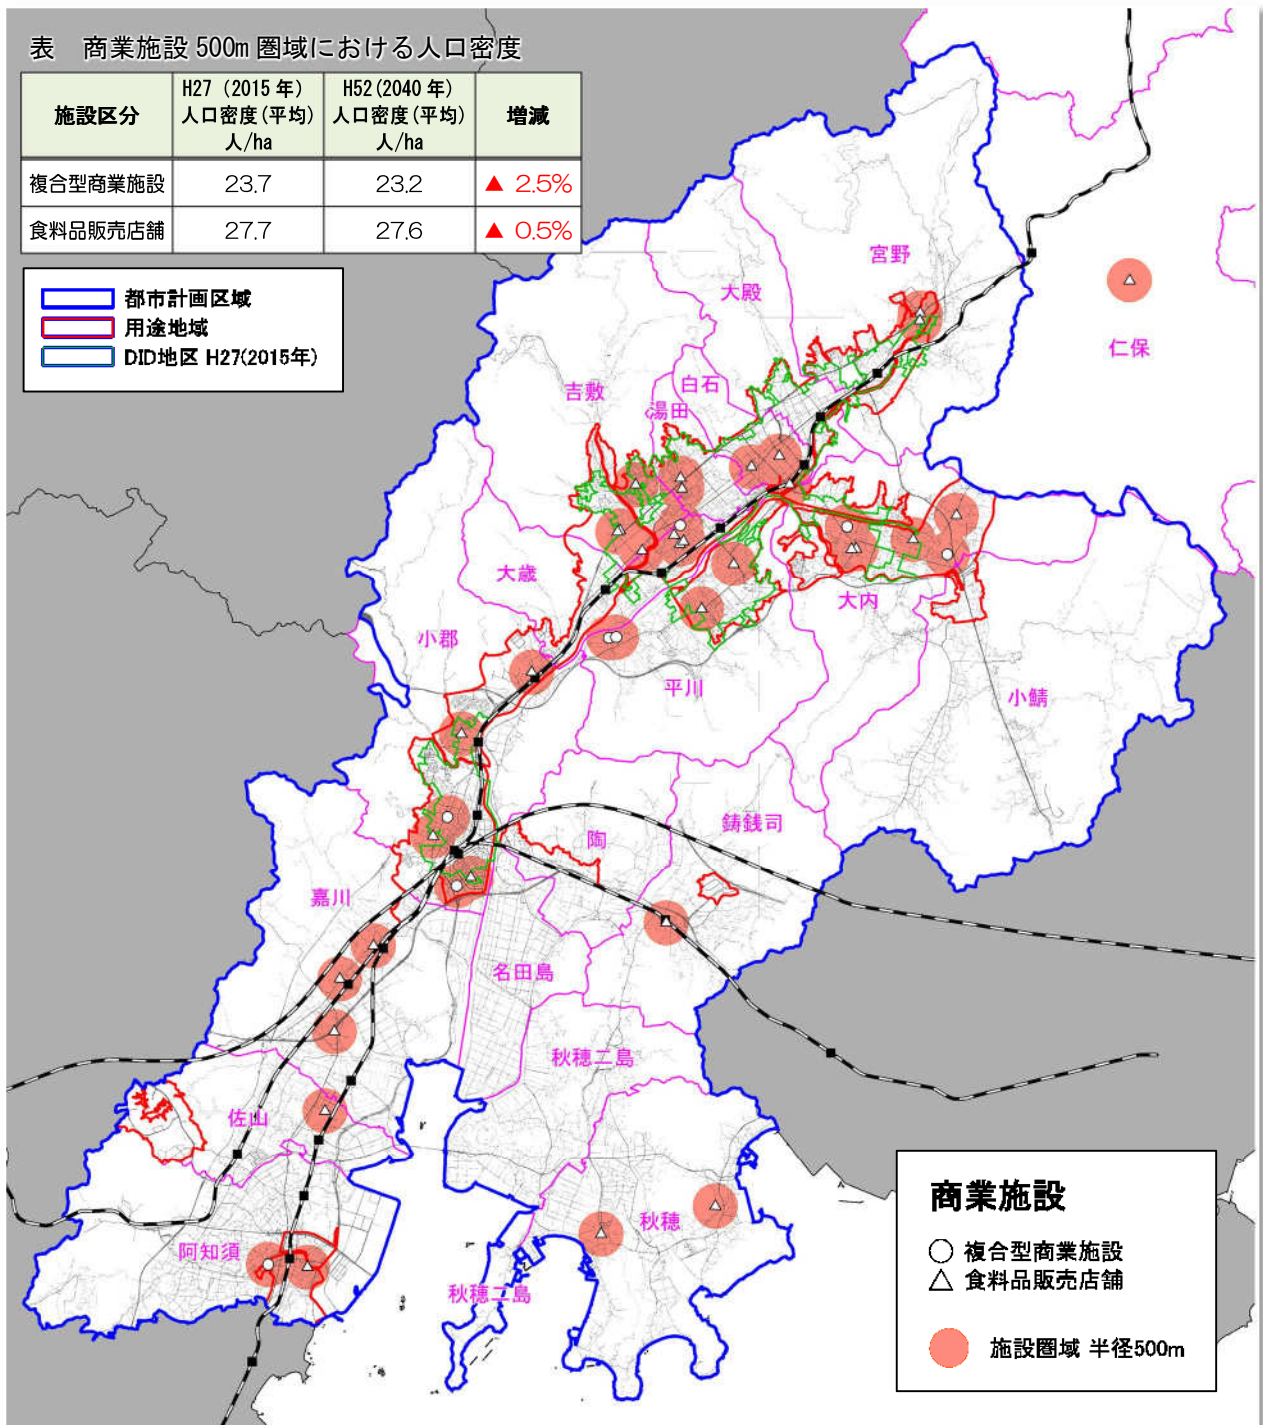 表　商業施設 500m 圏域における人口密度
施設区分
H27 (2015 年)
人口密度(平均)
人/ha
H52(2040 年)
人口密度(平均)
人/ha
増減
複合型商業施設 23.7 23.2 ▲ 2.5%
食料品販売店舗 27.7 27.6 ▲ 0.5%
都市計画区域
用途地域
DID地区 H27(2015年)
宮野
大殿
仁保
白石
吉敷
湯田
大歳
大内
小郡
平川
小鯖
鋳銭司
陶
嘉川
名田島
秋穂二島
佐山
秋穂
阿知須
秋穂二島
商業施設
複合型商業施設
食料品販売店舗
施設圏域 半径500m